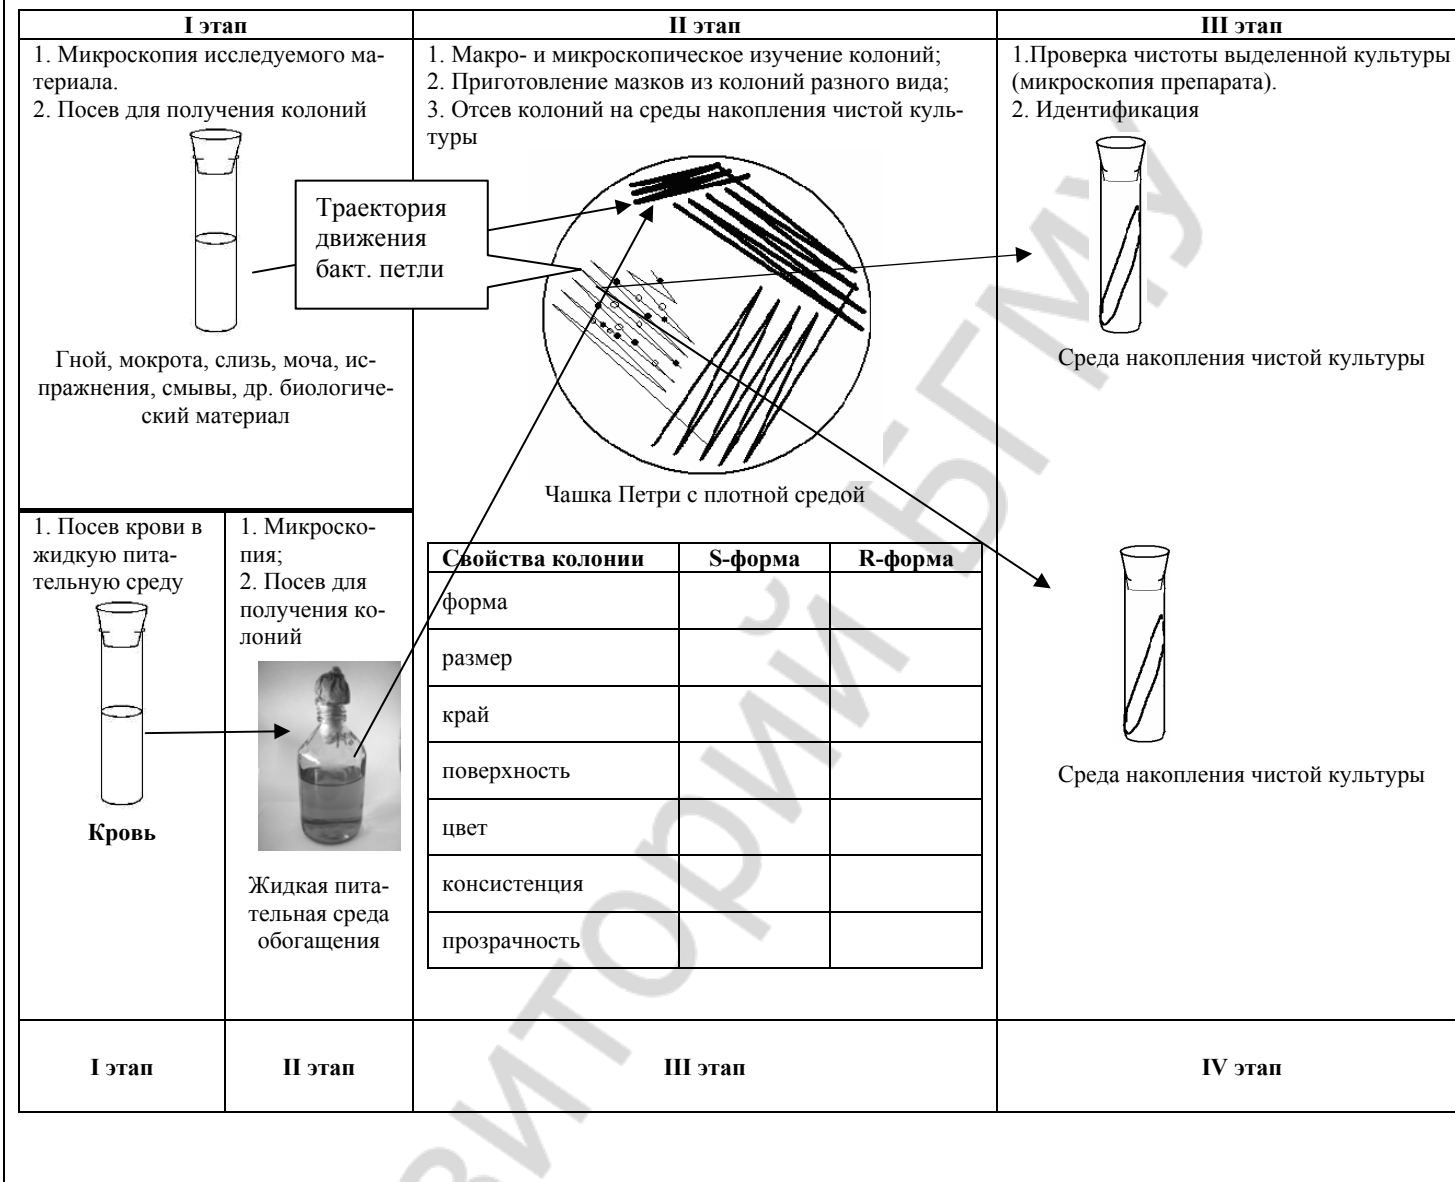 I этап
II этап
III этап
1. Микроскопия исследуемого ма-
териала.
2. Посев для получения колоний
Траектория
движения
бакт. петли
Гной, мокрота, слизь, моча, ис-
пражнения, смывы, др. биологиче-
ский материал
1. Макро- и микроскопическое изучение колоний;
2. Приготовление мазков из колоний разного вида;
3. Отсев колоний на среды накопления чистой куль-
туры
Чашка Петри с плотной средой
1.Проверка чистоты выделенной культуры
(микроскопия препарата).
2. Идентификация
Среда накопления чистой культуры
1. Посев крови в
жидкую пита-
тельную среду
Кровь
1. Микроско-
пия;
2. Посев для
получения ко-
лоний
Жидкая пита-
тельная среда
обогащения
Свойства колонии S-форма R-форма
форма
размер
край
поверхность
цвет
консистенция
прозрачность
Среда накопления чистой культуры
I этап
II этап
III этап
IV этап
виторий БГМУ